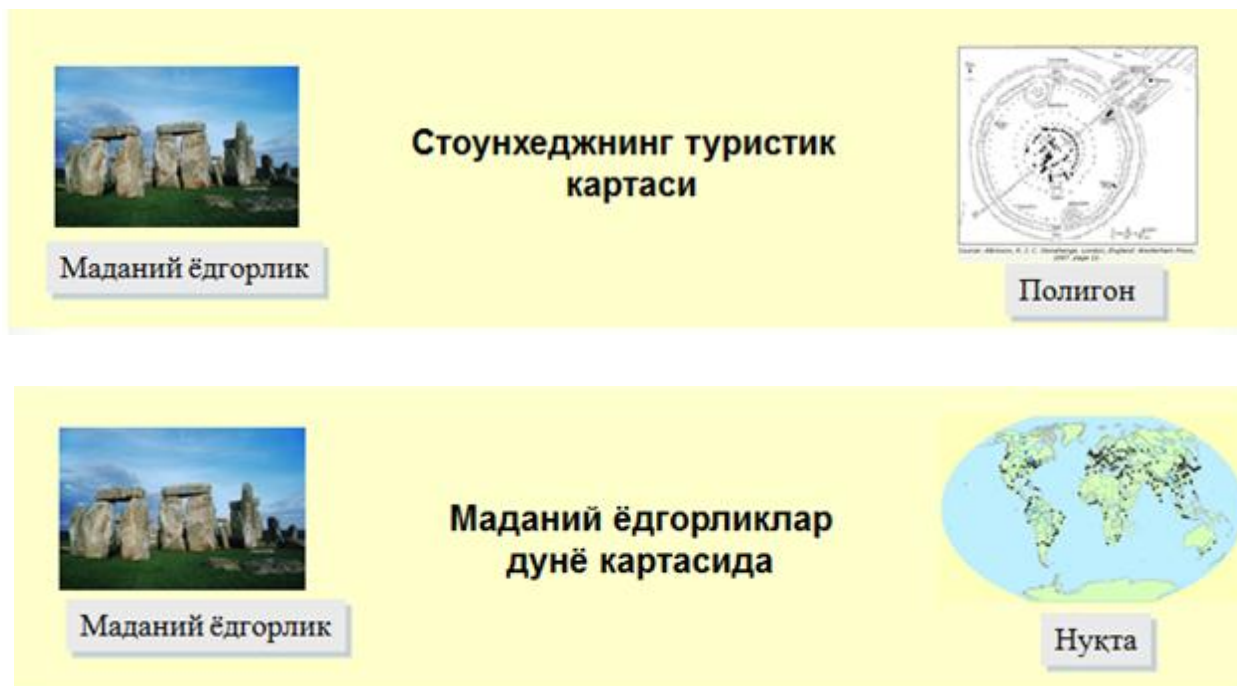 Стоунхеджнинг туристик
картаси
Маданий ёдгорлик
Полигон
Маданий ёдгорликлар
дунё картасида
Маданий ёдгорлик
Нуқта